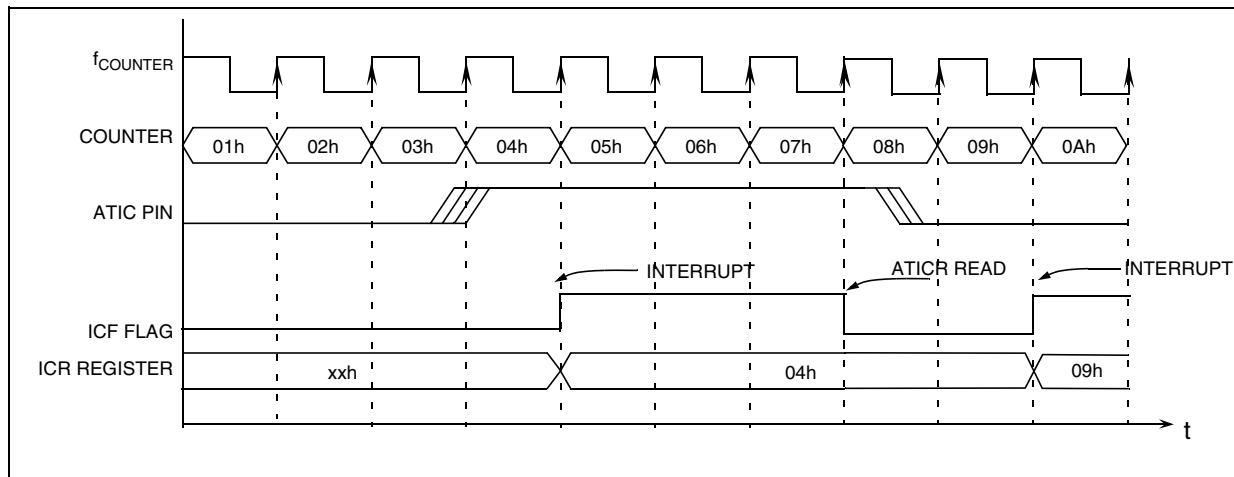 fCOUNTER
COUNTER 01h 02h 03h 04h 05h 06h 07h 08h 09h 0Ah
ATIC PIN
INTERRUPT ATICR READ INTERRUPT
ICF FLAG
ICR REGISTER xxh 04h 09h
t